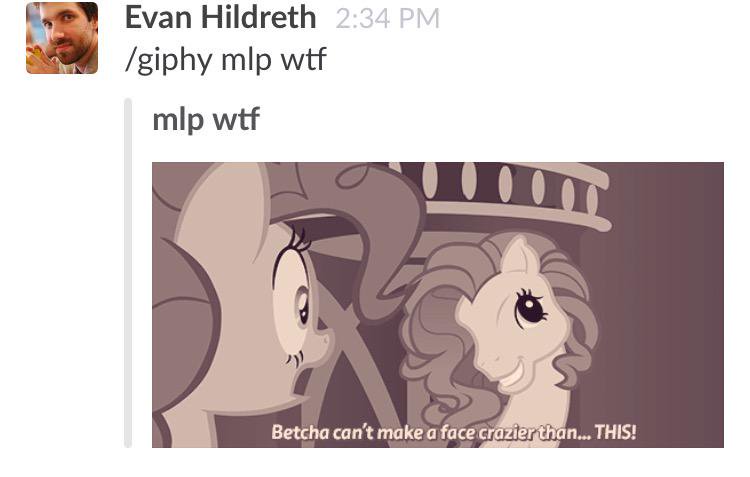 Evan Hildreth 2:34 PM
/giphy mlp wtf
mlp wtf
Betcha can't make a face crazier than... THIS!